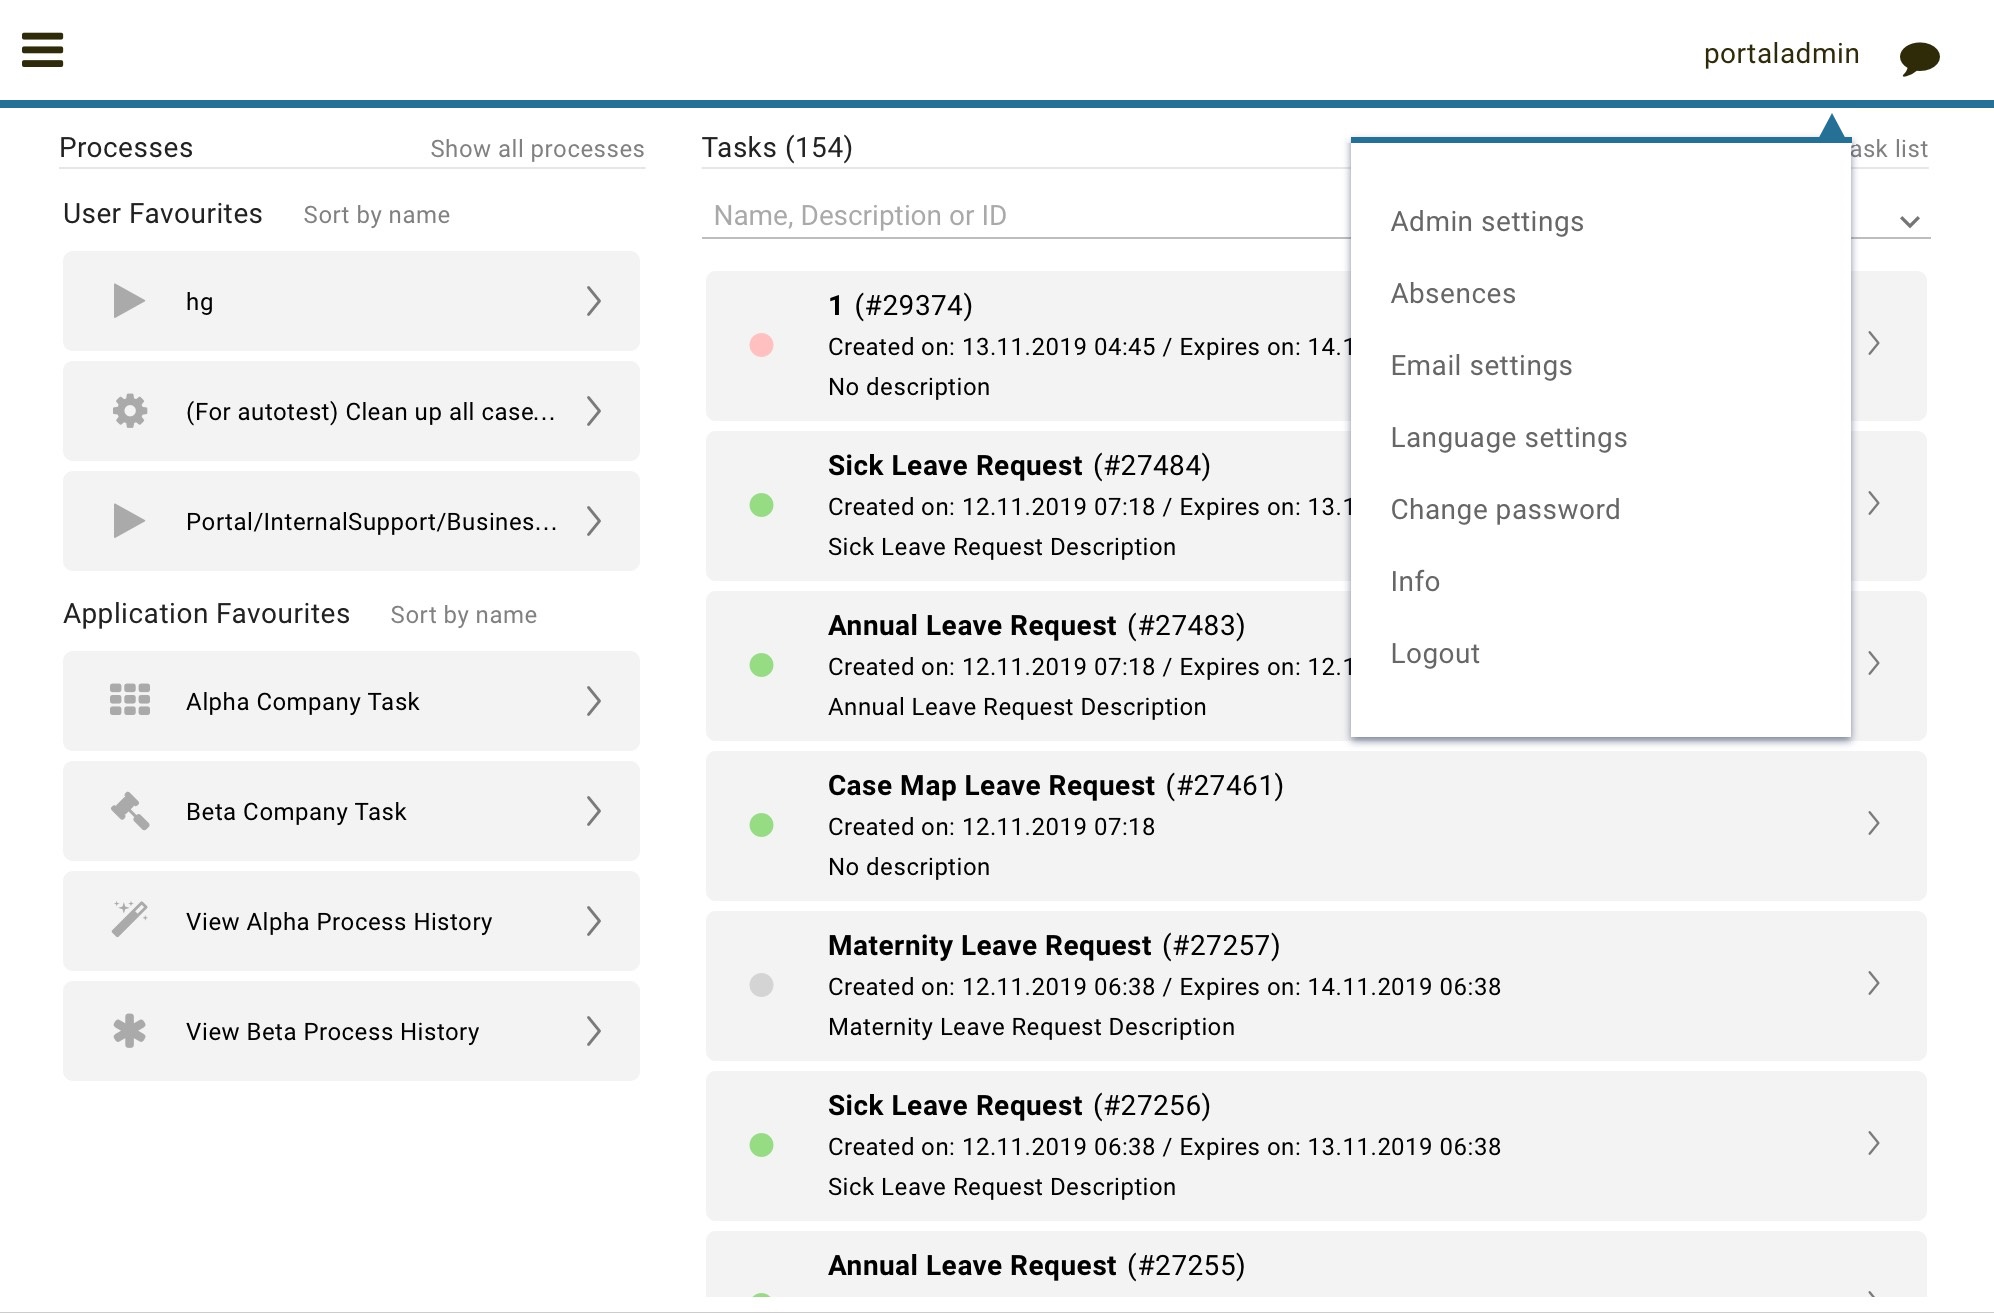 portaladmin
Processes
Show all processes
User Favourites
Sort by name
hg
(For autotest) Clean up all case...
Portal/InternalSupport/Busines...
Application Favourites
Sort by name
Alpha Company Task
Beta Company Task
View Alpha Process History
View Beta Process History
Tasks (154)
ask list
Name, Description or ID
1 (#29374)
Created on: 13.11.2019 04:45 / Expires on: 14.1
No description
Sick Leave Request (#27484)
Created on: 12.11.2019 07:18 / Expires on: 13.1
Sick Leave Request Description
Annual Leave Request (#27483)
Created on: 12.11.2019 07:18 / Expires on: 12.1
Annual Leave Request Description
Case Map Leave Request (#27461)
Created on: 12.11.2019 07:18
No description
Maternity Leave Request (#27257)
Created on: 12.11.2019 06:38 / Expires on: 14.11.2019 06:38
Maternity Leave Request Description
Sick Leave Request (#27256)
Created on: 12.11.2019 06:38 / Expires on: 13.11.2019 06:38
Sick Leave Request Description
Annual Leave Request (#27255)
Admin settings
Absences
Email settings
Language settings
Change password
Info
Logout